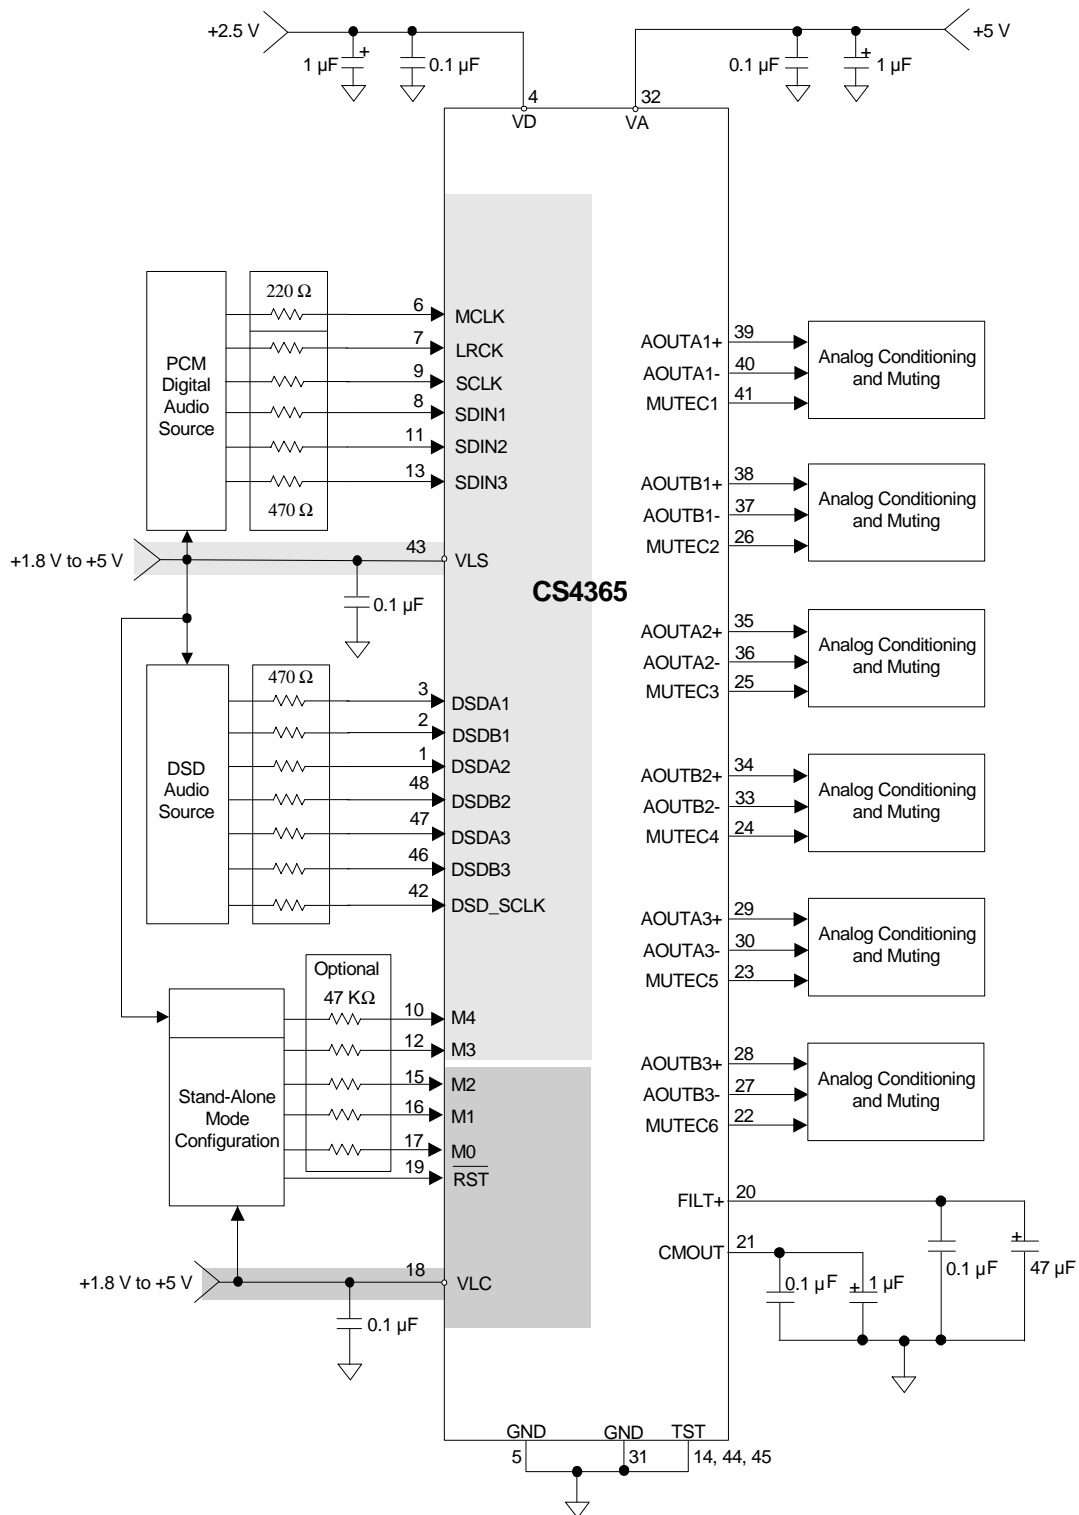 +2.5 V
1 µF
+
0.1 µF
0.1 µF
+
1 µF
+5 V
4
32
VD
VA
PCM
Digital
Audio
Source
220 Ω
470 Ω
6
MCLK
7
LRCK
9
SCLK
8
SDIN1
11
SDIN2
13
SDIN3
+1.8 V to +5 V
43
VLS
0.1 µF
CS4365
DSD
Audio
Source
470 Ω
3
DSDA1
2
DSDB1
1
DSDA2
48
DSDB2
47
DSDA3
46
DSDB3
42
DSD_SCLK
Optional
47 KΩ
Stand-Alone
Mode
Configuration
10
M4
12
M3
15
M2
16
M1
17
M0
19
RST
+1.8 V to +5 V
18
VLC
0.1 µF
AOUTA1+
39
AOUTA1-
40
MUTEC1
41
Analog Conditioning
and Muting
AOUTB1+
38
AOUTB1-
37
MUTEC2
26
Analog Conditioning
and Muting
AOUTA2+
35
AOUTA2-
36
MUTEC3
25
Analog Conditioning
and Muting
AOUTB2+
34
AOUTB2-
33
MUTEC4
24
Analog Conditioning
and Muting
AOUTA3+
29
AOUTA3-
30
MUTEC5
23
Analog Conditioning
and Muting
AOUTB3+
28
AOUTB3-
27
MUTEC6
22
Analog Conditioning
and Muting
FILT+
20
CMOUT
21
0.1 µF
+
1 µF
0.1 µF
+
47 µF
GND
5
GND
31
TST
14, 44, 45